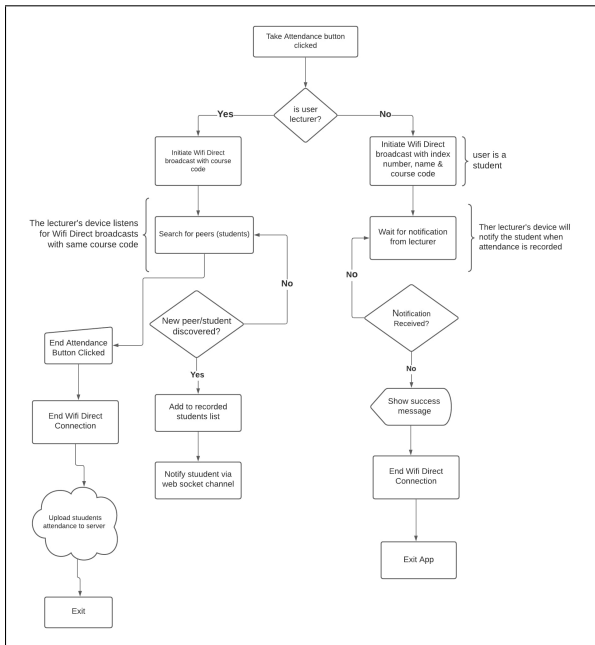 Take Attendance button
clicked
is user
lecturer?
Yes
No
Initiate Wifi Direct
broadcast with course
code
Initiate Wifi Direct
broadcast with index
number, name &
course code
user is a
student
The lecturer's device listens
for Wifi Direct broadcasts
with same course code
Search for peers (students)
Wait for notification
from lecturer
Ther lecturer's device will
notify the student when
attendance is recorded
No
No
New peer/student
discovered?
Notification
Received?
End Attendance
Button Clicked
Yes
No
End Wifi Direct
Connection
Add to recorded
students list
Show success
message
Notify stuudent via
web socket channel
End Wifi Direct
Connection
Upload stuudents
attendance to server
Exit App
Exit